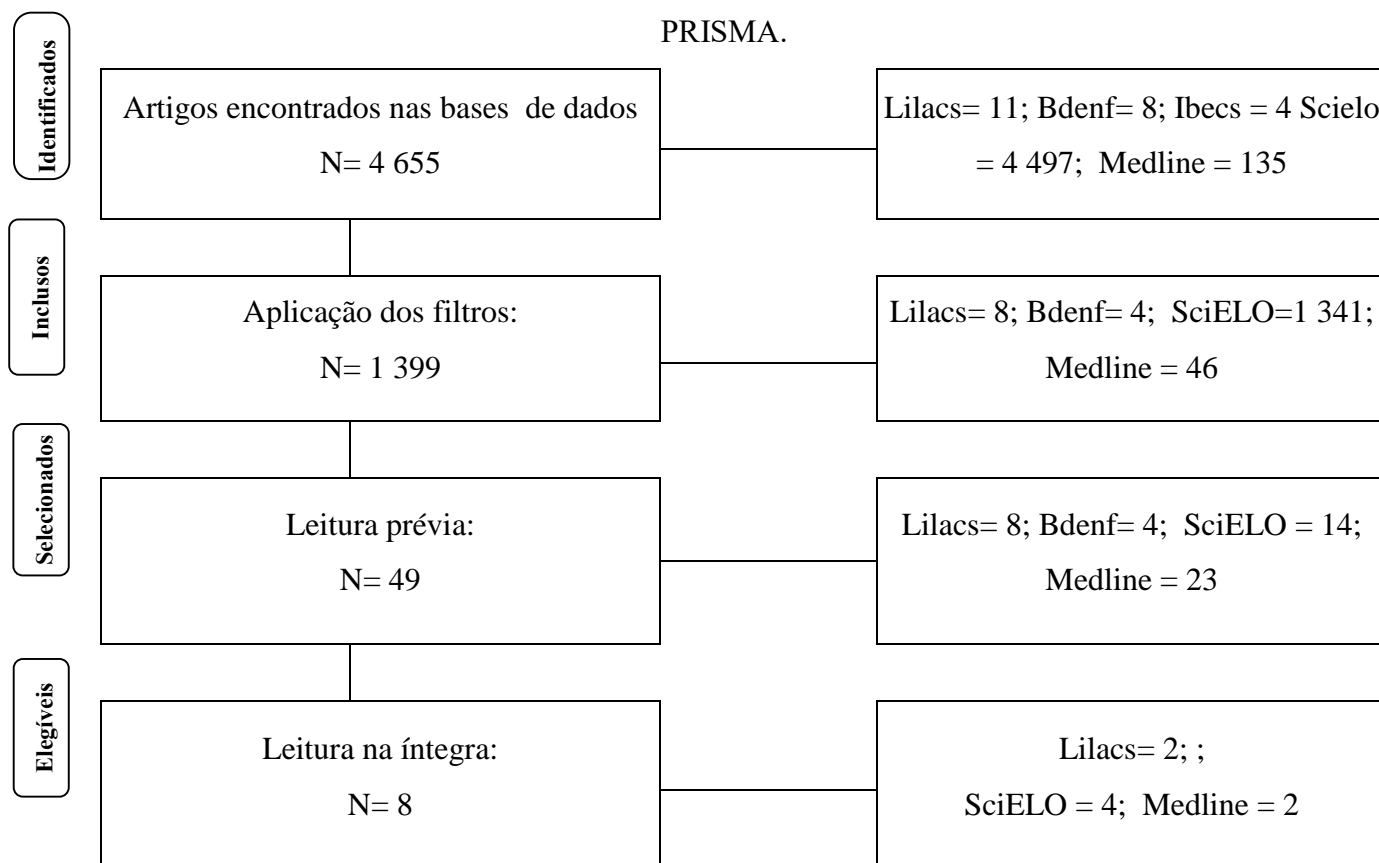 PRISMA.
Identificados
Artigos encontrados nas bases de dados
N= 4 655
Lilacs= 11; Bdenf= 8; Ibecs = 4 Scielo
= 4 497; Medline = 135
Inclusos
Aplicação dos filtros:
N= 1 399
Lilacs= 8; Bdenf= 4; SciELO=1 341;
Medline = 46
Selecionados
Leitura prévia:
N= 49
Lilacs= 8; Bdenf= 4; SciELO = 14;
Medline = 23
Elegíveis
Leitura na íntegra:
N= 8
Lilacs= 2; ;
SciELO = 4; Medline = 2